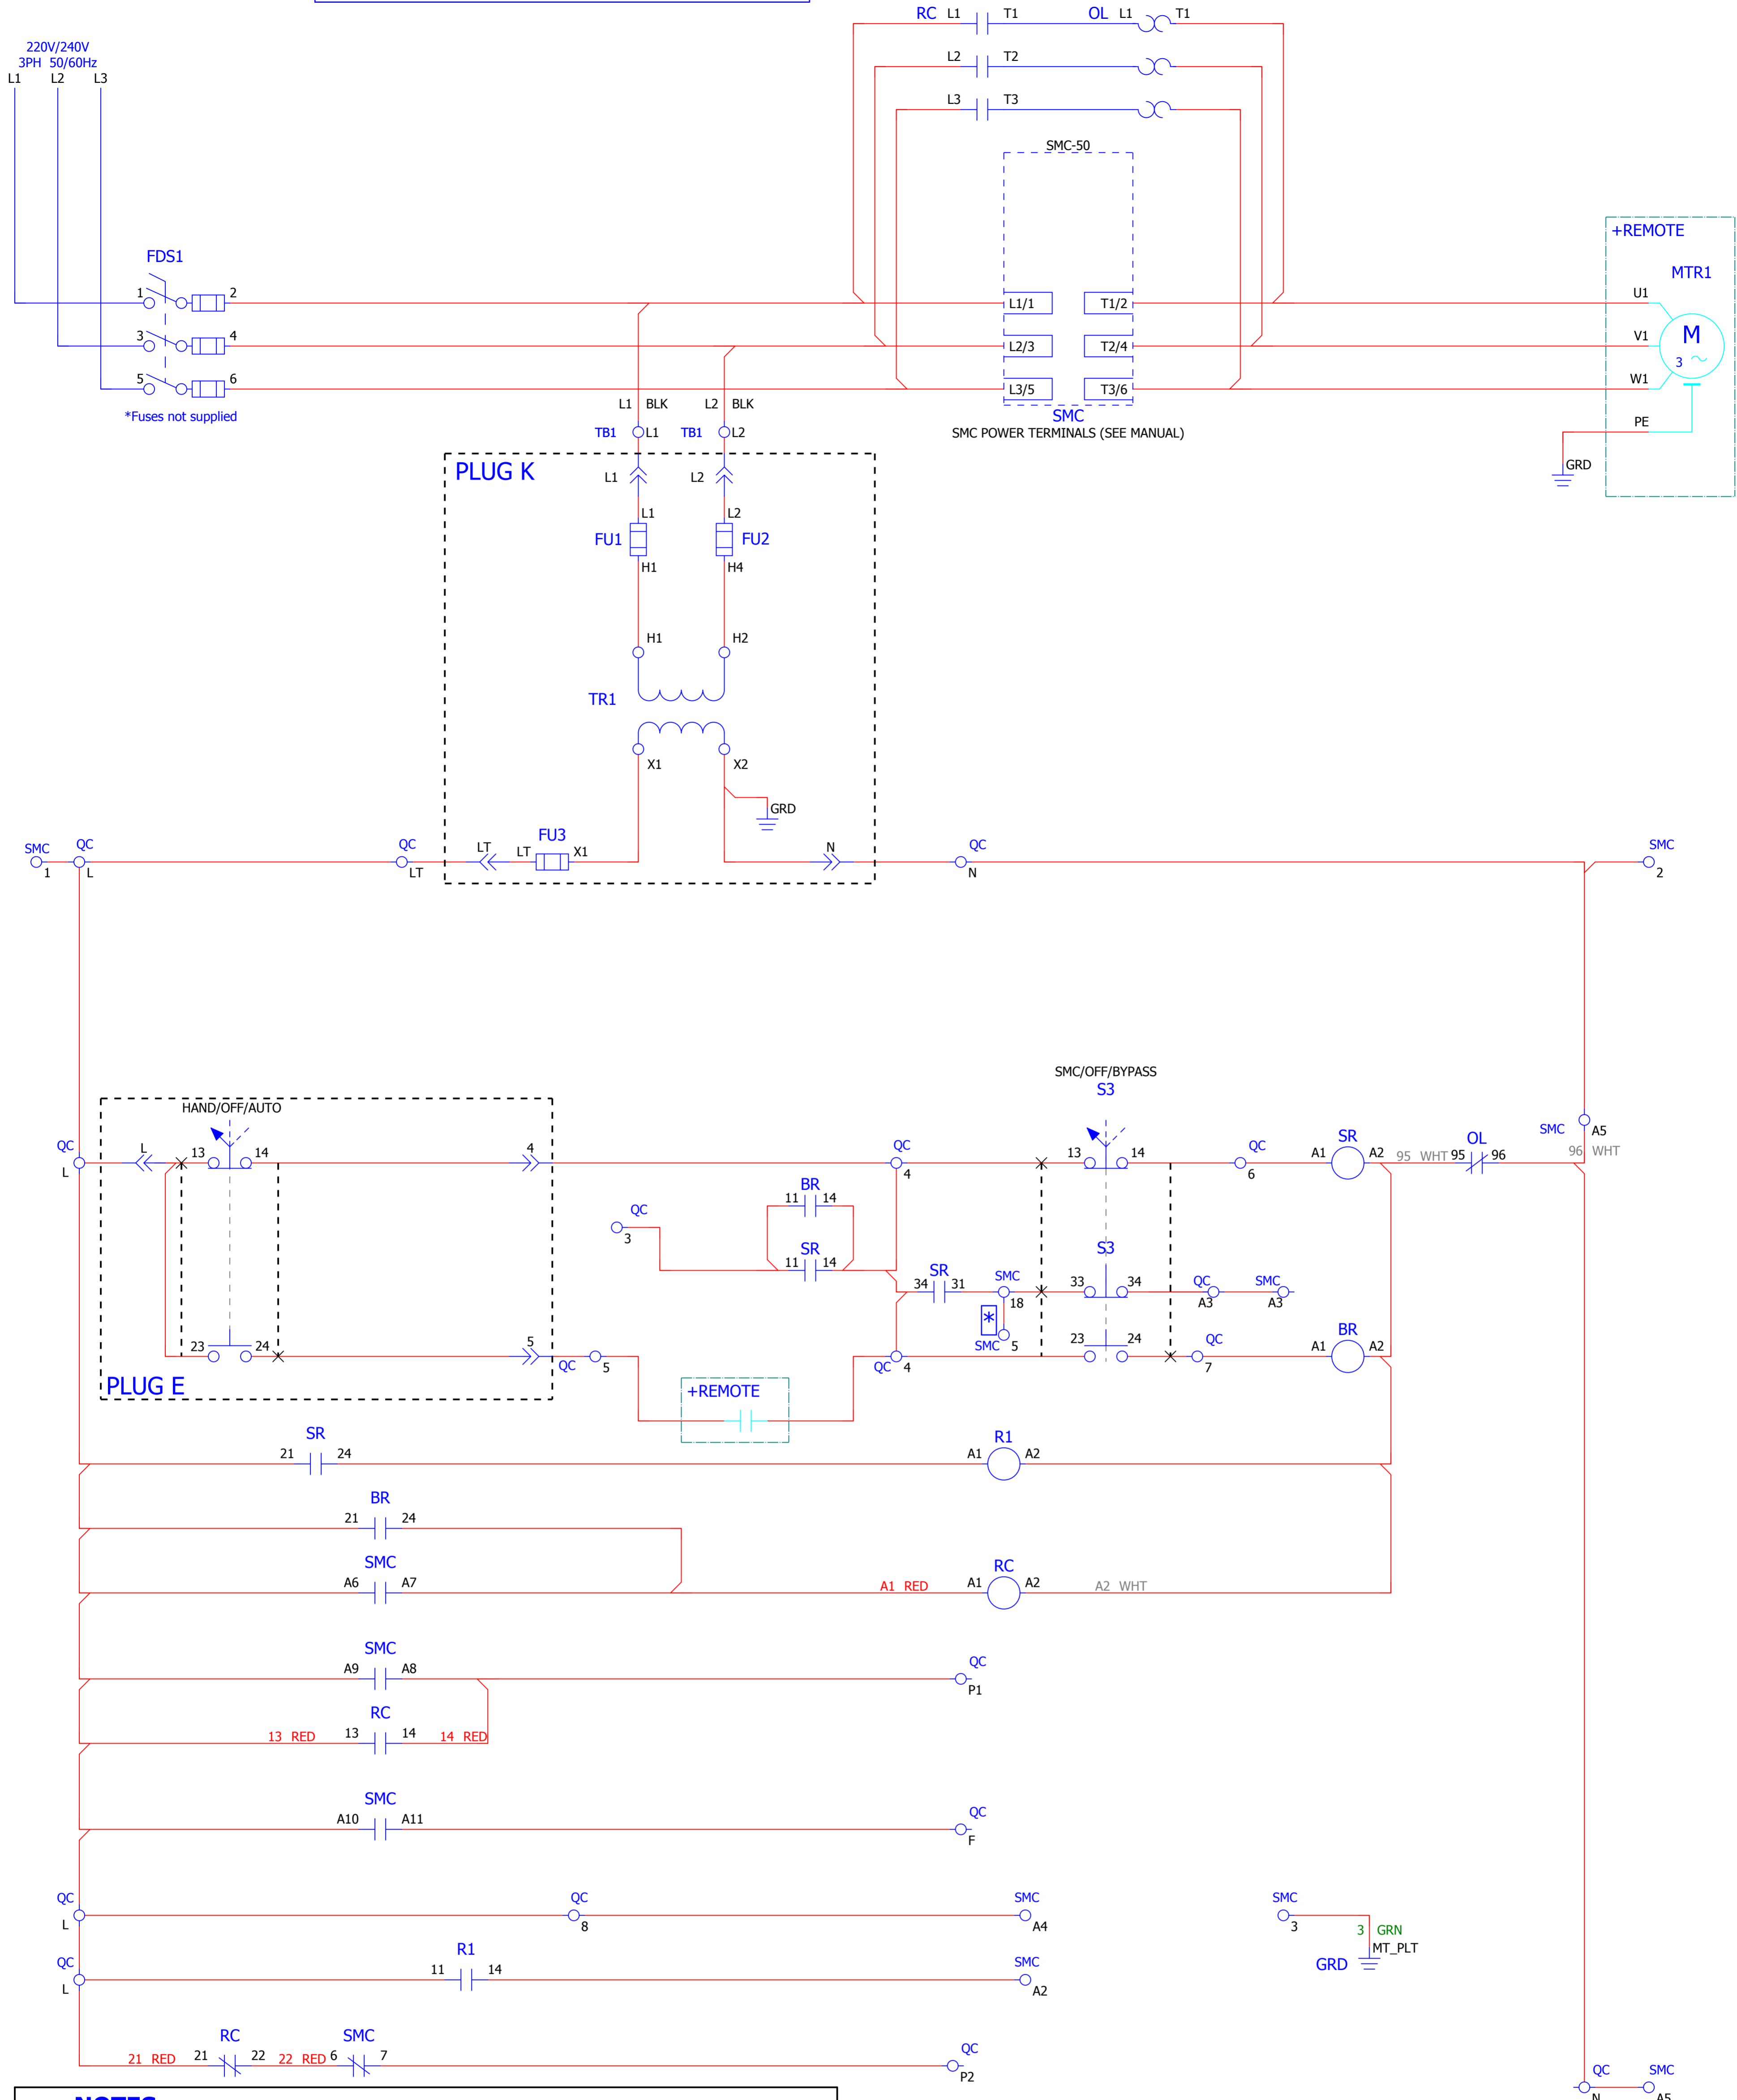 RC L1 T1 OL L1 T1
220V/240V
3PH 50/60Hz
L1 L2 L3
L2 T2
L3 T3
SMC-50
+REMOTE
MTR1
FDS1
1 2 L1/1 T1/2 U1
3 4 L2/3 T2/4 V1 M
3
5 6 L3/5 T3/6 W1
*Fuses not supplied
L1 BLK L2 BLK
SMC
SMC POWER TERMINALS (SEE MANUAL)
PE
TB1 L1 TB1 L2
GRD
PLUG K
L1 L2
L1 L2
FU1 FU2
H1 H4
H1 H2
TR1
X1 X2
GRD
SMC QC QC FU3 QC SMC
LT LT X1 N
1 L LT N 2
SMC/OFF/BYPASS
S3
HAND/OFF/AUTO
SMC A5
QC L 13 14 4 QC 13 14 QC SR OL
A1 A2 95 WHT 95 96 96 WHT
L 4 6
BR
11 14
QC
3
SR
11 14
S3
SR
34 31 SMC 33 34 QC SMC
18 A3 A3
*
SMC 5
23 24 5 23 24 QC BR
A1 A2
QC 5 QC 4 7
PLUG E
+REMOTE
SR R1
21 24 A1 A2
BR
21 24
SMC RC
A6 A7 A1 RED A1 A2 A2 WHT
SMC
A9 A8 QC
P1
RC
13 RED 13 14 14 RED
SMC
A10 A11 QC
F
QC QC SMC SMC
L 8 A4 3
3 GRN
MT_PLT
GRD
QC R1 SMC
11 14
L A2
RC SMC
21 RED 21 22 22 RED 6 7 QC
P2
QC SMC
N A5
NOTES